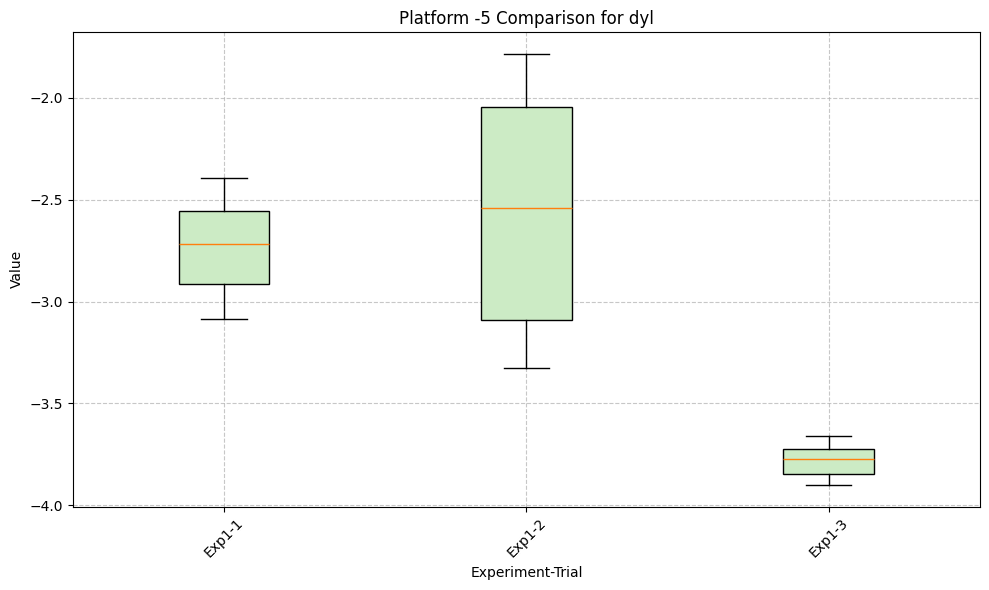 Platform -5 Comparison for dyl
−2.0
−2.5
−3.0
−3.5
−4.0
Value
Exp1-1
Exp1-2
Exp1-3
Experiment-Trial